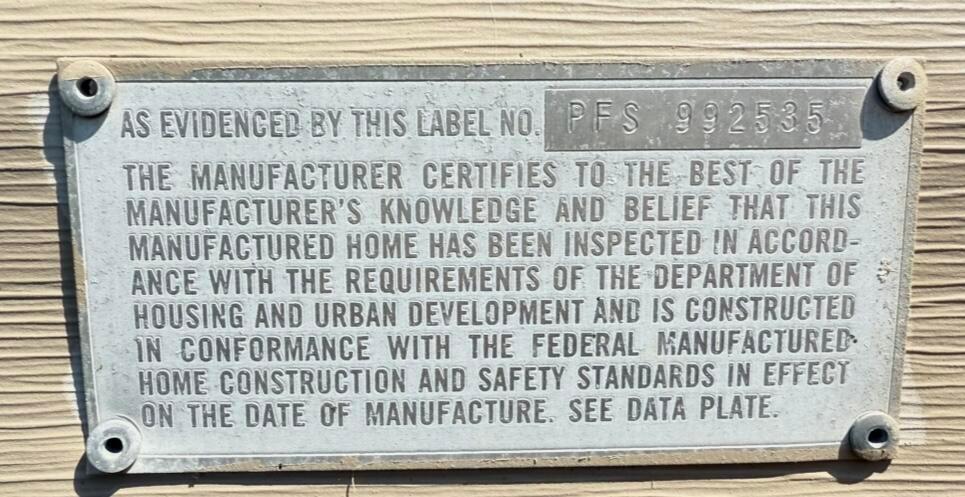 AS EVIDENCED BY THIS LABEL NO. PFS 992535
THE MANUFACTURER CERTIFIES TO THE BEST OF THE
MANUFACTURER'S KNOWLEDGE AND BELIEF THAT THIS
MANUFACTURED HOME HAS BEEN INSPECTED IN ACCORD-
ANCE WITH THE REQUIREMENTS OF THE DEPARTMENT OF
HOUSING AND URBAN DEVELOPMENT AND IS CONSTRUCTED
IN CONFORMANCE WITH THE FEDERAL MANUFACTURED
HOME CONSTRUCTION AND SAFETY STANDARDS IN EFFECT
ON THE DATE OF MANUFACTURE. SEE DATA PLATE.